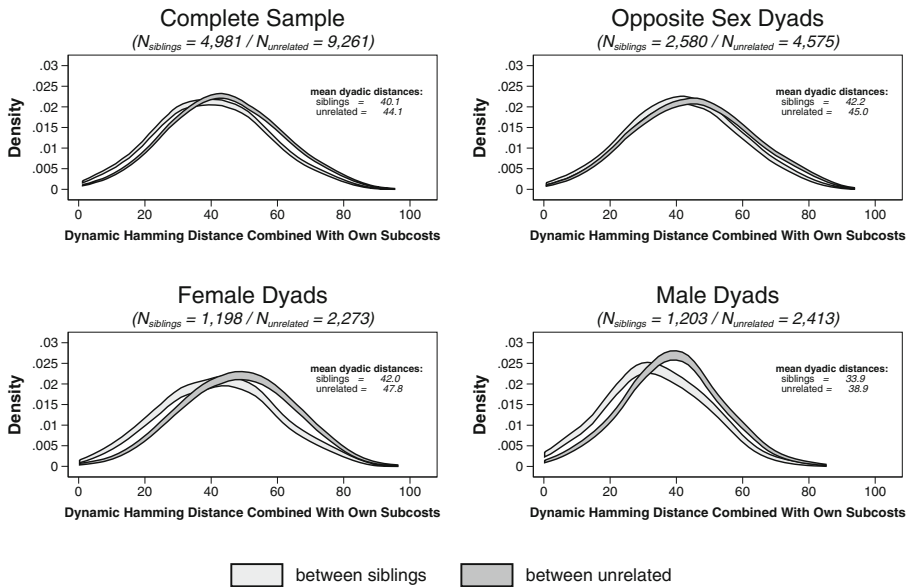 Complete Sample
(Nsiblings = 4,981 / Nunrelated = 9,261)
Density
.03
.025
.02
.015
.01
.005
0
mean dyadic distances:
siblings = 40.1
unrelated = 44.1
0 20 40 60 80 100
Dynamic Hamming Distance Combined With Own Subcosts
Opposite Sex Dyads
(Nsiblings = 2,580 / Nunrelated = 4,575)
Density
.03
.025
.02
.015
.01
.005
0
mean dyadic distances:
siblings = 42.2
unrelated = 45.0
0 20 40 60 80 100
Dynamic Hamming Distance Combined With Own Subcosts
Female Dyads
(Nsiblings = 1,198 / Nunrelated = 2,273)
Density
.03
.025
.02
.015
.01
.005
0
mean dyadic distances:
siblings = 42.0
unrelated = 47.8
0 20 40 60 80 100
Dynamic Hamming Distance Combined With Own Subcosts
Male Dyads
(Nsiblings = 1,203 / Nunrelated = 2,413)
Density
.03
.025
.02
.015
.01
.005
0
mean dyadic distances:
siblings = 33.9
unrelated = 38.9
0 20 40 60 80 100
Dynamic Hamming Distance Combined With Own Subcosts
between siblings
between unrelated